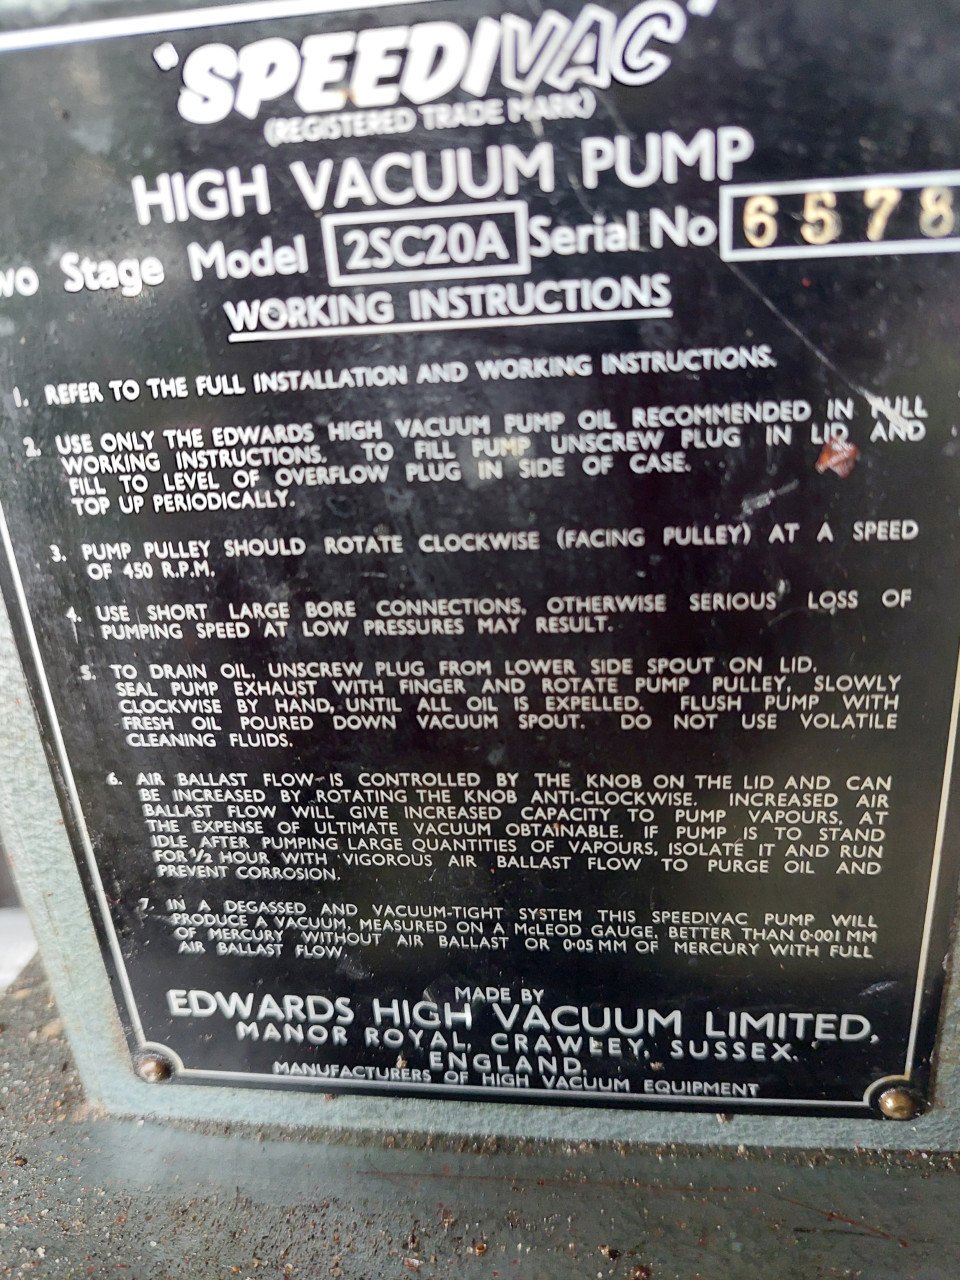 "SPEEDIVAC"
(REGISTERED TRADE MARK)
HIGH VACUUM PUMP
wo Stage Model 2SC20A Serial No 6578
WORKING INSTRUCTIONS
1. REFER TO THE FULL INSTALLATION AND WORKING INSTRUCTIONS.
2. USE ONLY THE EDWARDS HIGH VACUUM PUMP OIL RECOMMENDED IN FULL
WORKING INSTRUCTIONS. TO FILL PUMP UNSCREW PLUG IN LID AND
FILL TO LEVEL OF OVERFLOW PLUG IN SIDE OF CASE.
TOP UP PERIODICALLY.
3. PUMP PULLEY SHOULD ROTATE CLOCKWISE (FACING PULLEY) AT A SPEED
OF 450 R.P.M.
4. USE SHORT LARGE BORE CONNECTIONS. OTHERWISE SERIOUS LOSS OF
PUMPING SPEED AT LOW PRESSURES MAY RESULT.
5. TO DRAIN OIL, UNSCREW PLUG FROM LOWER SIDE SPOUT ON LID.
SEAL PUMP EXHAUST WITH FINGER AND ROTATE PUMP PULLEY, SLOWLY
CLOCKWISE BY HAND, UNTIL ALL OIL IS EXPELLED. FLUSH PUMP WITH
FRESH OIL POURED DOWN VACUUM SPOUT. DO NOT USE VOLATILE
CLEANING FLUIDS.
6. AIR BALLAST FLOW IS CONTROLLED BY THE KNOB ON THE LID AND CAN
BE INCREASED BY ROTATING THE KNOB ANTI-CLOCKWISE. INCREASED AIR
BALLAST FLOW WILL GIVE INCREASED CAPACITY TO PUMP VAPOURS, AT
THE EXPENSE OF ULTIMATE VACUUM OBTAINABLE. IF PUMP IS TO STAND
IDLE AFTER PUMPING LARGE QUANTITIES OF VAPOURS, ISOLATE IT AND RUN
FOR ½ HOUR WITH VIGOROUS AIR BALLAST FLOW TO PURGE OIL AND
PREVENT CORROSION.
7. IN A DEGASSED AND VACUUM-TIGHT SYSTEM THIS SPEEDIVAC PUMP WILL
PRODUCE A VACUUM, MEASURED ON A McLEOD GAUGE, BETTER THAN 0·001 MM
OF MERCURY WITHOUT AIR BALLAST OR 0·05 MM OF MERCURY WITH FULL
AIR BALLAST FLOW.
MADE BY
EDWARDS HIGH VACUUM LIMITED,
MANOR ROYAL, CRAWLEY, SUSSEX.
ENGLAND.
MANUFACTURERS OF HIGH VACUUM EQUIPMENT